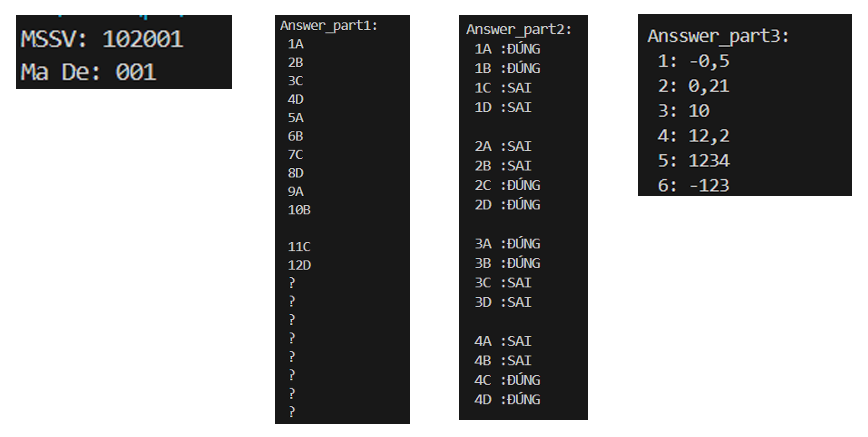 MSSV: 102001
Ma De: 001
Answer_part1:
1A
2B
3C
4D
5A
6B
7C
8D
9A
10B
11C
12D
?
?
?
?
?
?
?
?
Answer_part2:
1A :ĐÚNG
1B :ĐÚNG
1C :SAI
1D :SAI
2A :SAI
2B :SAI
2C :ĐÚNG
2D :ĐÚNG
3A :ĐÚNG
3B :ĐÚNG
3C :SAI
3D :SAI
4A :SAI
4B :SAI
4C :ĐÚNG
4D :ĐÚNG
Ansswer_part3:
1: -0,5
2: 0,21
3: 10
4: 12,2
5: 1234
6: -123